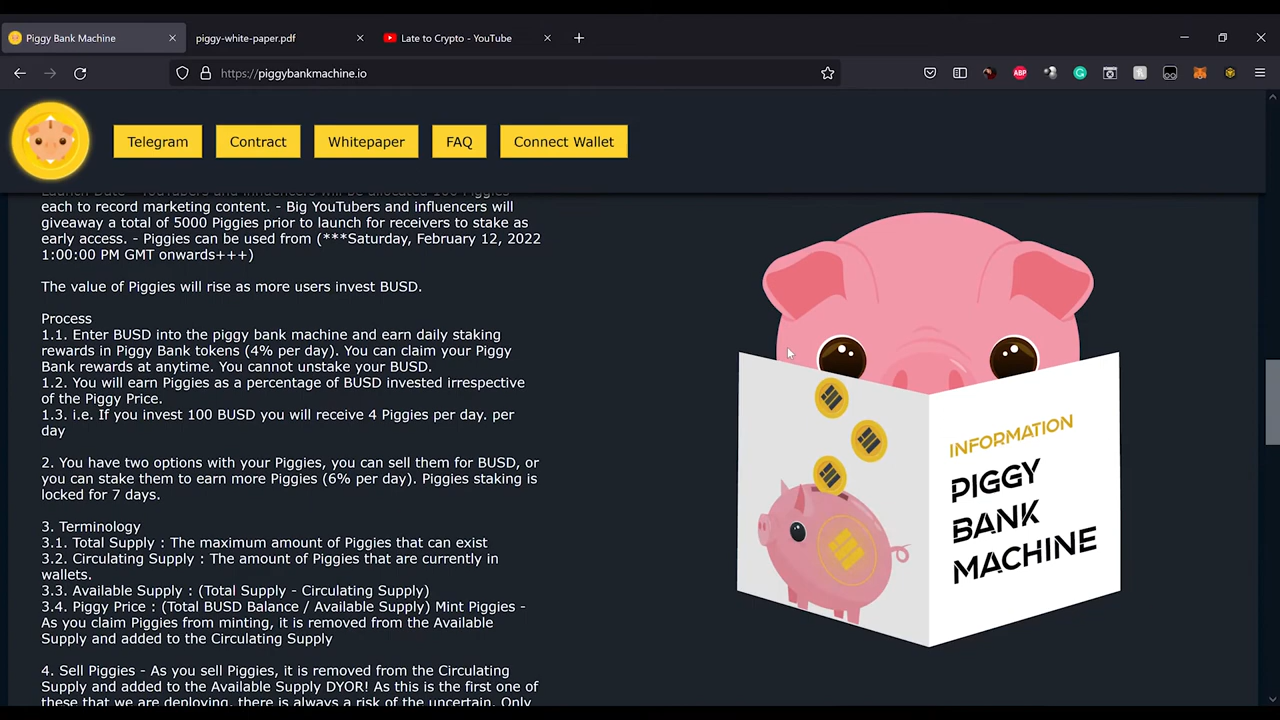 Piggy Bank Machine
piggy-white-paper.pdf
Late to Crypto - YouTube
https://piggybankmachine.io
ABP
Telegram
Contract
Whitepaper
FAQ
Connect Wallet
Launch Date - YouTubers and influencers will be allocated 100 Piggies
each to record marketing content. - Big YouTubers and influencers will
giveaway a total of 5000 Piggies prior to launch for receivers to stake as
early access. - Piggies can be used from (***Saturday, February 12, 2022
1:00:00 PM GMT onwards+++)
The value of Piggies will rise as more users invest BUSD.
Process
1.1. Enter BUSD into the piggy bank machine and earn daily staking
rewards in Piggy Bank tokens (4% per day). You can claim your Piggy
Bank rewards at anytime. You cannot unstake your BUSD.
1.2. You will earn Piggies as a percentage of BUSD invested irrespective
of the Piggy Price.
1.3. i.e. If you invest 100 BUSD you will receive 4 Piggies per day. per
day
2. You have two options with your Piggies, you can sell them for BUSD, or
you can stake them to earn more Piggies (6% per day). Piggies staking is
locked for 7 days.
3. Terminology
3.1. Total Supply : The maximum amount of Piggies that can exist
3.2. Circulating Supply : The amount of Piggies that are currently in
wallets.
3.3. Available Supply : (Total Supply - Circulating Supply)
3.4. Piggy Price : (Total BUSD Balance / Available Supply) Mint Piggies -
As you claim Piggies from minting, it is removed from the Available
Supply and added to the Circulating Supply
4. Sell Piggies - As you sell Piggies, it is removed from the Circulating
Supply and added to the Available Supply DYOR! As this is the first one of
these that we are deploying, there is always a risk of the uncertain. Only
INFORMATION
PIGGY
BANK
MACHINE